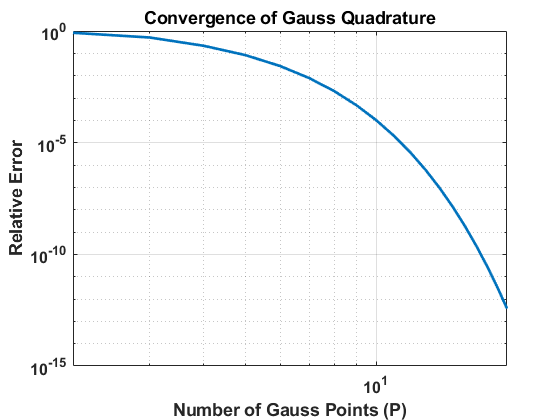 Convergence of Gauss Quadrature
10^0
10^-5
10^-10
10^-15
Relative Error
10^1
Number of Gauss Points (P)